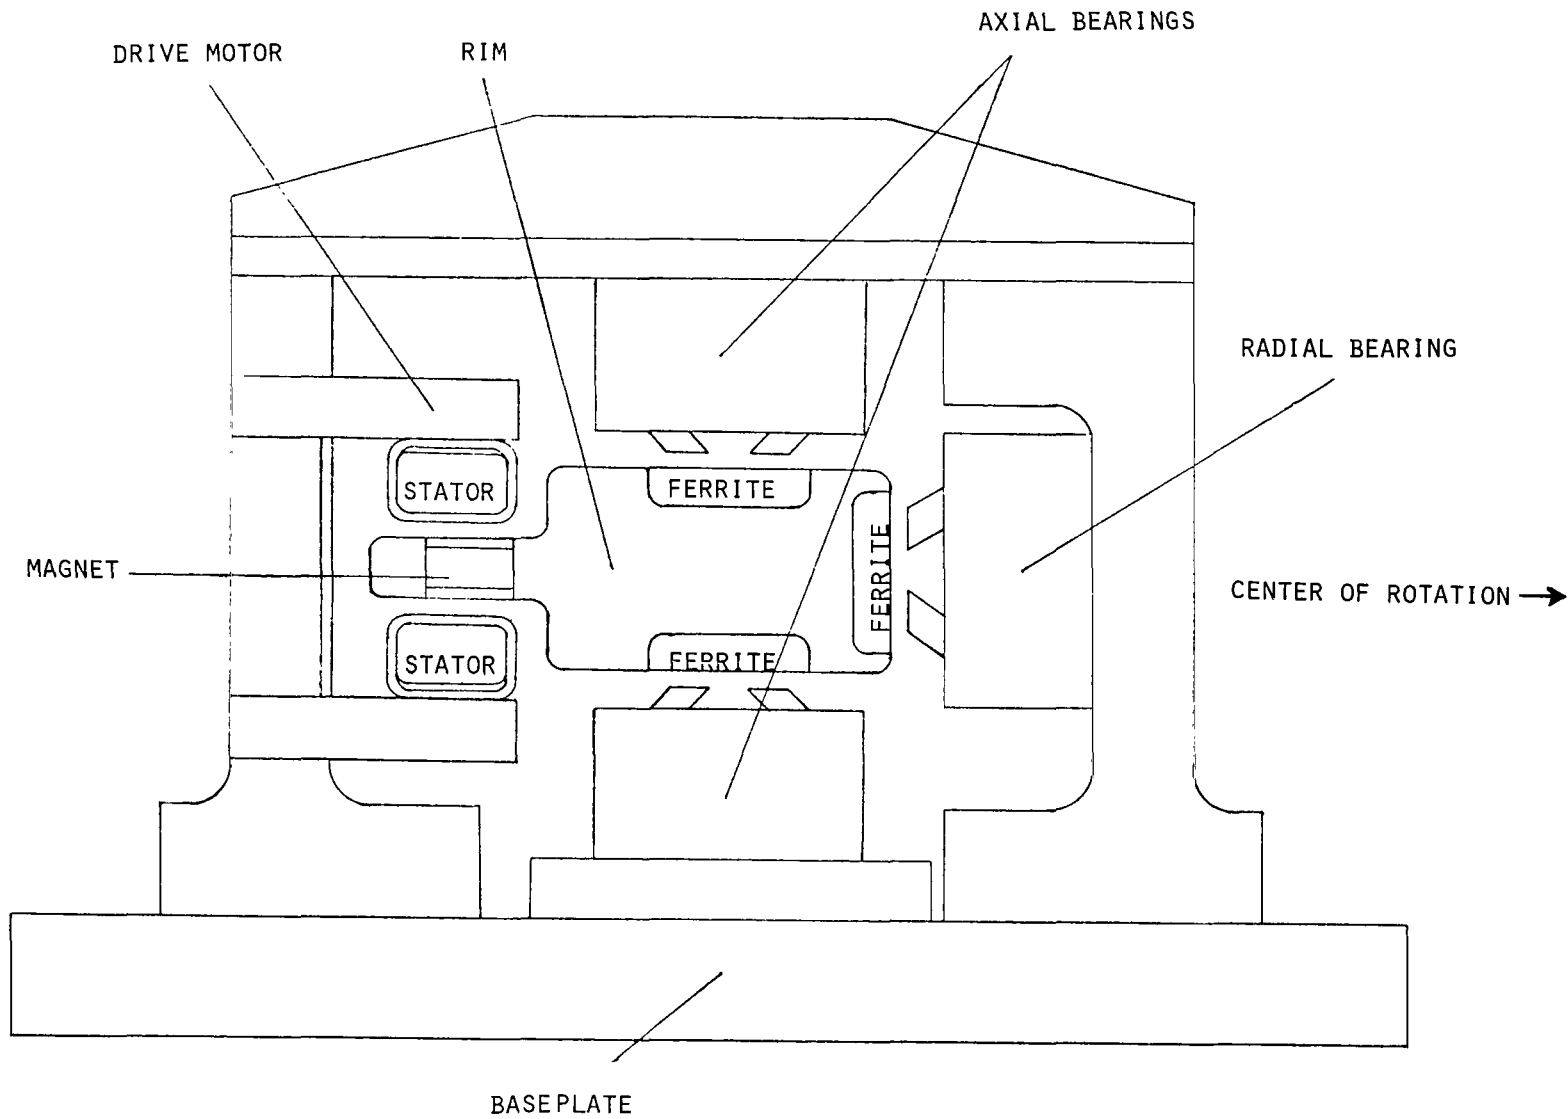 AXIAL BEARINGS
DRIVE MOTOR
RIM
RADIAL BEARING
STATOR
FERRITE
FERRITE
MAGNET
CENTER OF ROTATION
STATOR
FERRITE
BASEPLATE